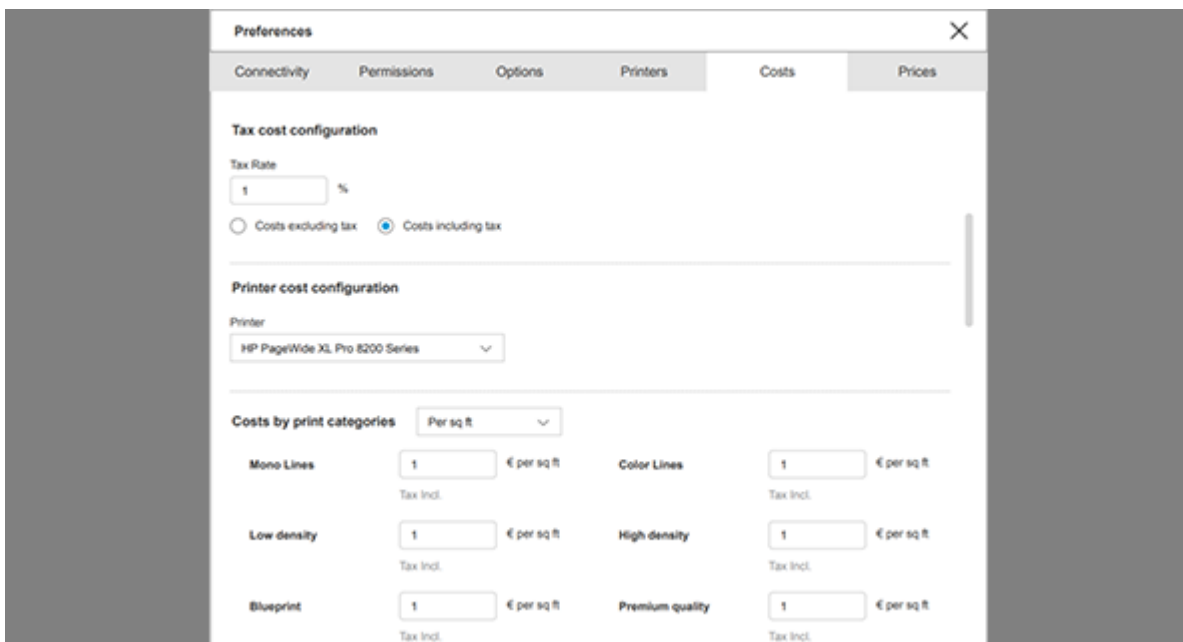 Preferences
Connectivity Permissions Options Printers Costs Prices
Tax cost configuration
Tax Rate
1 %
Costs excluding tax Costs including tax
Printer cost configuration
Printer
HP PageWide XL Pro 8200 Series
Costs by print categories Per sq ft
Mono Lines 1 € per sq ft Color Lines 1 € per sq ft
Tax Incl. Tax Incl.
Low density 1 € per sq ft High density 1 € per sq ft
Tax Incl. Tax Incl.
Blueprint 1 € per sq ft Premium quality 1 € per sq ft
Tax Incl. Tax Incl.